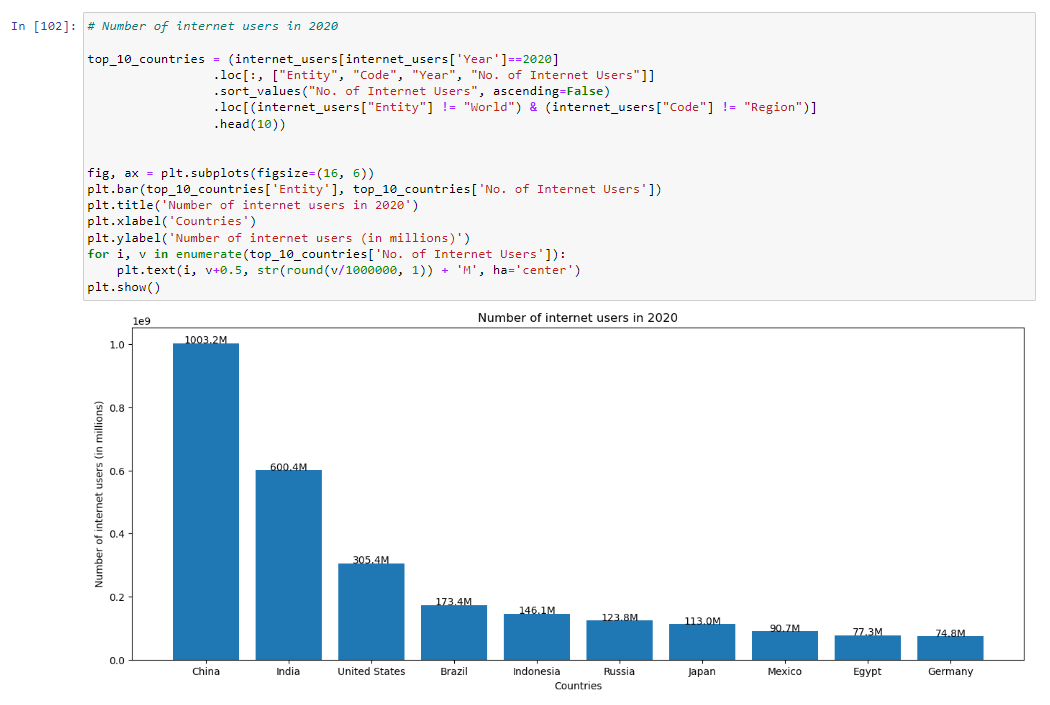 In [102]: # Number of internet users in 2020
top_10_countries = (internet_users[internet_users['Year']==2020]
.loc[:, ["Entity", "Code", "Year", "No. of Internet Users"]]
.sort_values("No. of Internet Users", ascending=False)
.loc[(internet_users["Entity"] != "World") & (internet_users["Code"] != "Region")]
.head(10))
fig, ax = plt.subplots(figsize=(16, 6))
plt.bar(top_10_countries['Entity'], top_10_countries['No. of Internet Users'])
plt.title('Number of internet users in 2020')
plt.xlabel('Countries')
plt.ylabel('Number of internet users (in millions)')
for i, v in enumerate(top_10_countries['No. of Internet Users']):
    plt.text(i, v+0.5, str(round(v/1000000, 1)) + 'M', ha='center')
plt.show()
Number of internet users in 2020
1e9
Number of internet users (in millions)
1.0
0.8
0.6
0.4
0.2
0.0
1003.2M
600.4M
305.4M
173.4M
146.1M
123.8M
113.0M
90.7M
77.3M
74.8M
China India United States Brazil Indonesia Russia Japan Mexico Egypt Germany
Countries